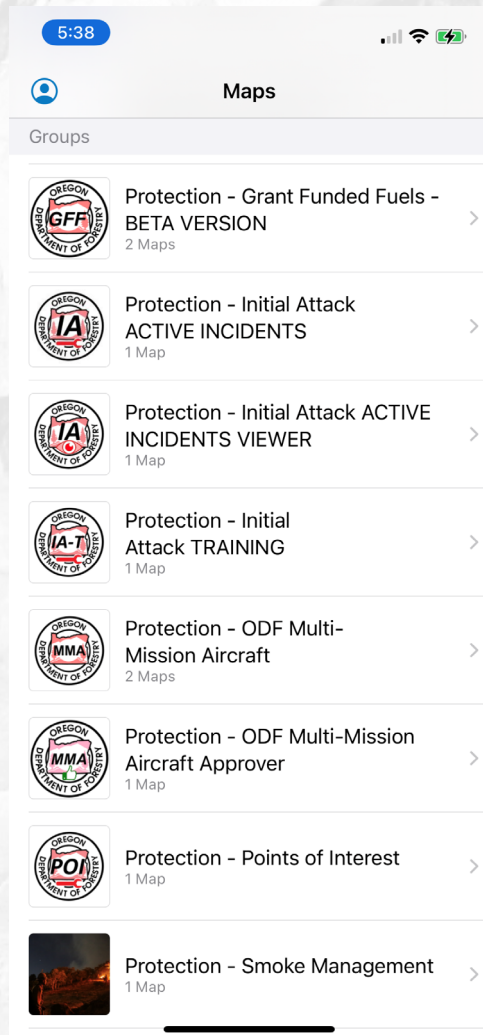 5:38
Maps
Groups
OREGON
DEPARTMENT OF FORESTRY
GFF
Protection - Grant Funded Fuels -
BETA VERSION
2 Maps
OREGON
DEPARTMENT OF FORESTRY
IA
Protection - Initial Attack
ACTIVE INCIDENTS
1 Map
OREGON
DEPARTMENT OF FORESTRY
IA
Protection - Initial Attack ACTIVE
INCIDENTS VIEWER
1 Map
OREGON
DEPARTMENT OF FORESTRY
IA-T
Protection - Initial
Attack TRAINING
1 Map
OREGON
DEPARTMENT OF FORESTRY
MMA
Protection - ODF Multi-
Mission Aircraft
2 Maps
OREGON
DEPARTMENT OF FORESTRY
MMA
Protection - ODF Multi-Mission
Aircraft Approver
1 Map
OREGON
DEPARTMENT OF FORESTRY
POI
Protection - Points of Interest
1 Map
Protection - Smoke Management
1 Map